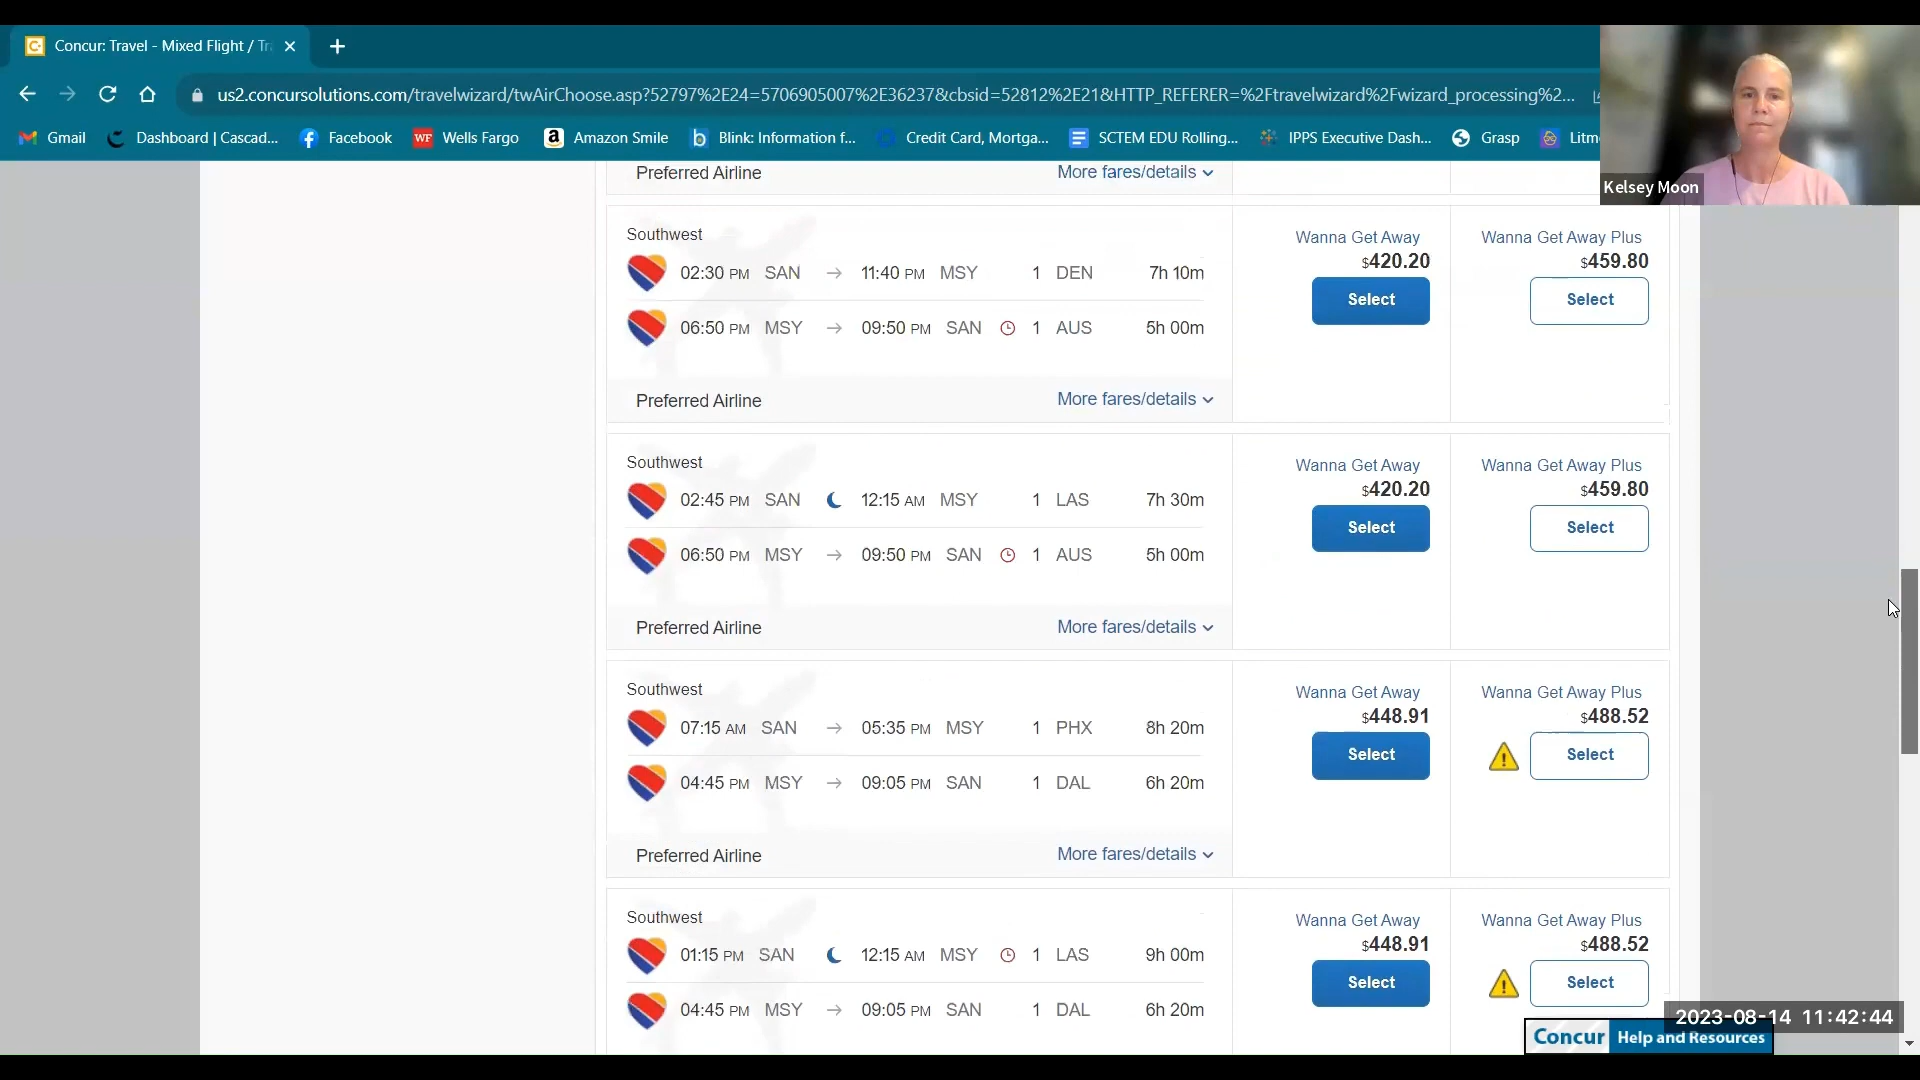 Concur: Travel - Mixed Flight / Tr
us2.concursolutions.com/travelwizard/twAirChoose.asp?52797%2E24=5706905007%2E36237&cbsid=52812%2E21&HTTP_REFERER=%2Ftravelwizard%2Fwizard_processing%2...
Gmail Dashboard | Cascad... Facebook Wells Fargo Amazon Smile Blink: Information f... Credit Card, Mortga... SCTEM EDU Rolling... IPPS Executive Dash... Grasp Litm
Kelsey Moon
Preferred Airline More fares/details
Southwest Wanna Get Away Wanna Get Away Plus
$420.20 $459.80
02:30 PM SAN → 11:40 PM MSY 1 DEN 7h 10m
Select Select
06:50 PM MSY → 09:50 PM SAN 1 AUS 5h 00m
Preferred Airline More fares/details
Southwest Wanna Get Away Wanna Get Away Plus
$420.20 $459.80
02:45 PM SAN 12:15 AM MSY 1 LAS 7h 30m
Select Select
06:50 PM MSY → 09:50 PM SAN 1 AUS 5h 00m
Preferred Airline More fares/details
Southwest Wanna Get Away Wanna Get Away Plus
$448.91 $488.52
07:15 AM SAN → 05:35 PM MSY 1 PHX 8h 20m
Select Select
04:45 PM MSY → 09:05 PM SAN 1 DAL 6h 20m
Preferred Airline More fares/details
Southwest Wanna Get Away Wanna Get Away Plus
$448.91 $488.52
01:15 PM SAN 12:15 AM MSY 1 LAS 9h 00m
Select Select
04:45 PM MSY → 09:05 PM SAN 1 DAL 6h 20m
2023-08-14 11:42:44
Concur Help and Resources